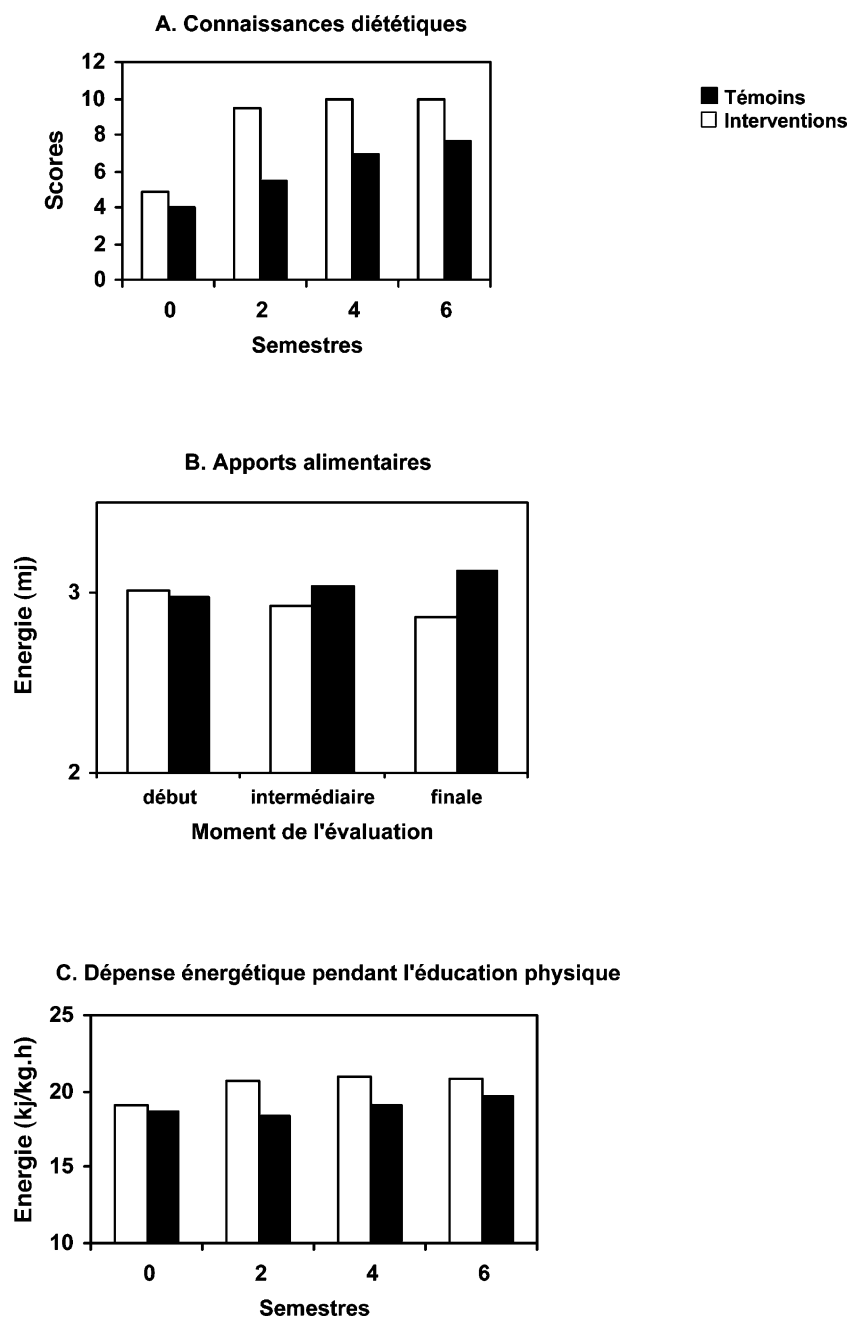 A. Connaissances diététiques
12
10
8
6
4
2
0
Scores
0 2 4 6
Semestres
Témoins
Interventions
B. Apports alimentaires
3
2
Energie (mj)
début intermédiaire finale
Moment de l'évaluation
C. Dépense énergétique pendant l'éducation physique
25
20
15
10
Energie (kj/kg.h)
0 2 4 6
Semestres